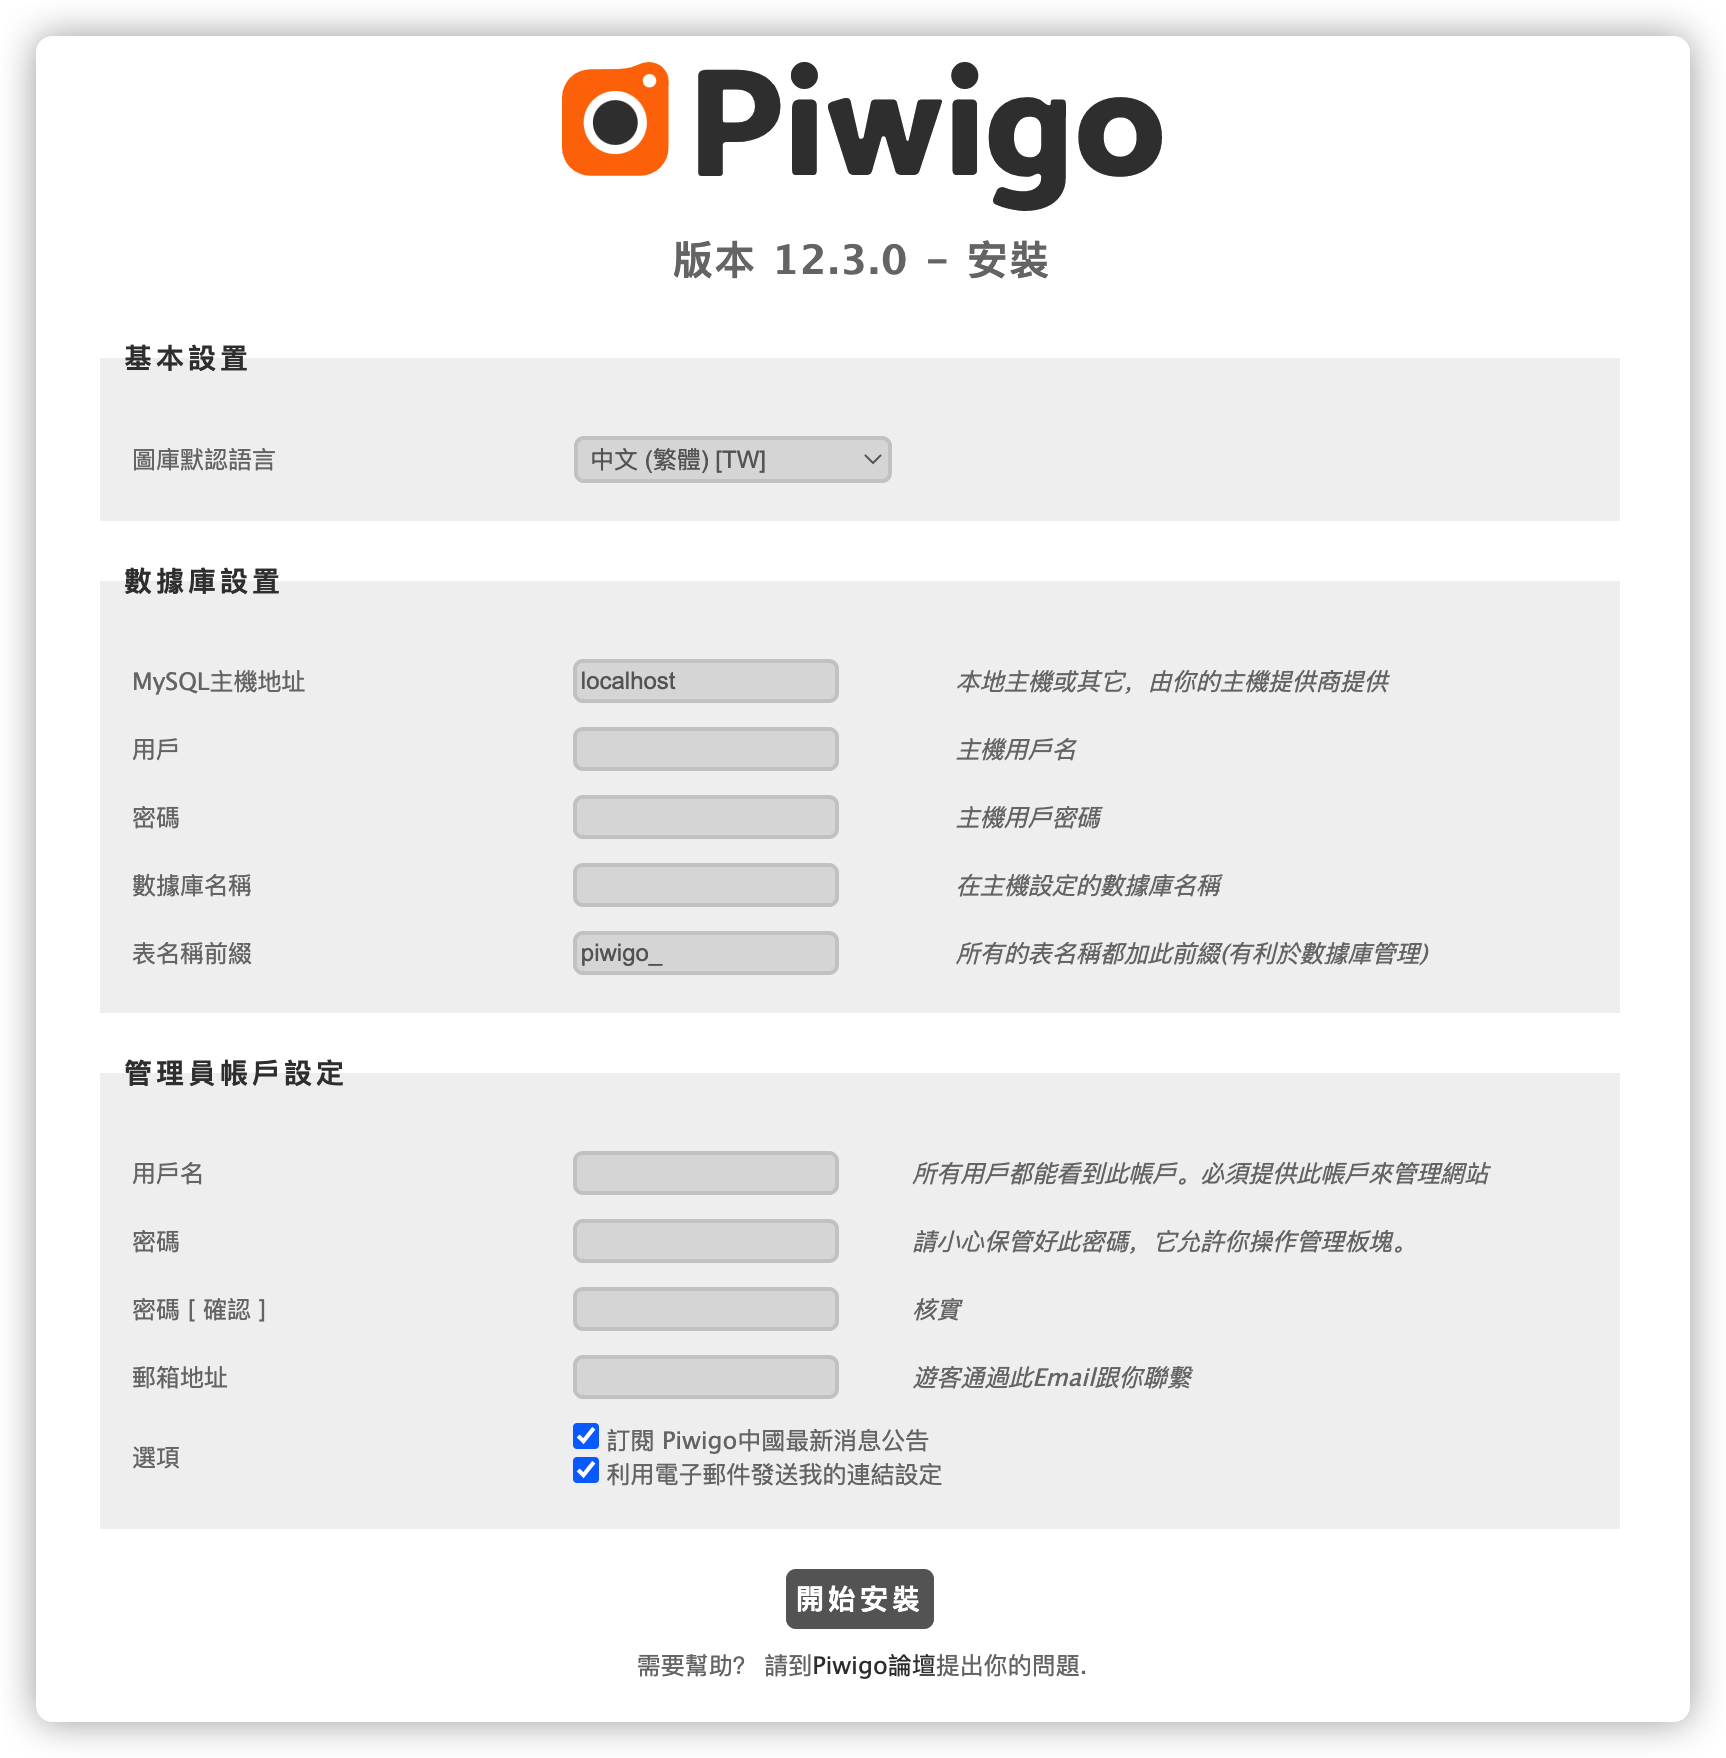 Piwigo
版本 12.3.0 – 安裝
基本設置
圖庫默認語言 中文 (繁體) [TW]
數據庫設置
MySQL主機地址 localhost 本地主機或其它，由你的主機提供商提供
用戶 主機用戶名
密碼 主機用戶密碼
數據庫名稱 在主機設定的數據庫名稱
表名稱前綴 piwigo_ 所有的表名稱都加此前綴(有利於數據庫管理)
管理員帳戶設定
用戶名 所有用戶都能看到此帳戶。必須提供此帳戶來管理網站
密碼 請小心保管好此密碼，它允許你操作管理板塊。
密碼 [ 確認 ] 核實
郵箱地址 遊客通過此Email跟你聯繫
選項 訂閱 Piwigo中國最新消息公告
利用電子郵件發送我的連結設定
開始安裝
需要幫助？ 請到Piwigo論壇提出你的問題.